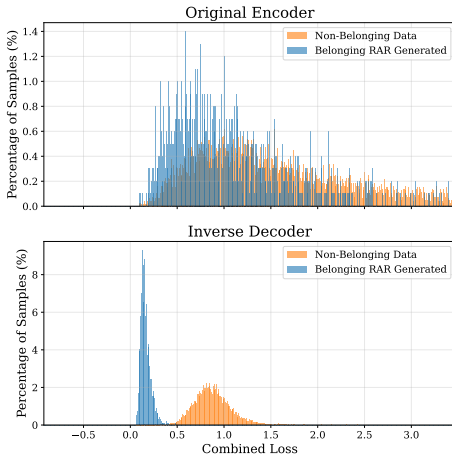 Original Encoder
Percentage of Samples (%)
1.4
1.2
1.0
0.8
0.6
0.4
0.2
0.0
Non-Belonging Data
Belonging RAR Generated
Inverse Decoder
Percentage of Samples (%)
8
6
4
2
0
Non-Belonging Data
Belonging RAR Generated
−0.5 0.0 0.5 1.0 1.5 2.0 2.5 3.0
Combined Loss